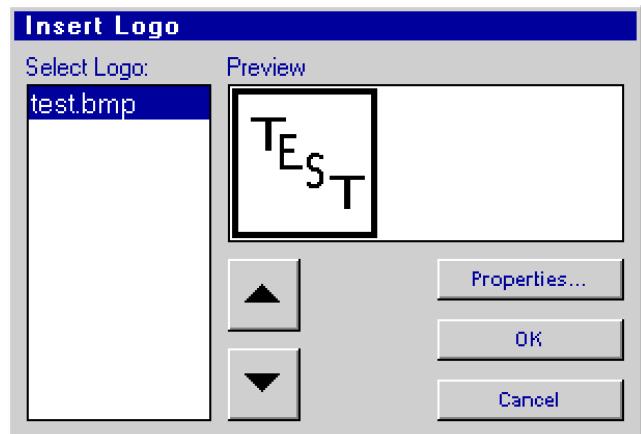 Insert Logo
Select Logo:
Preview
test.bmp
TEST
Properties...
OK
Cancel